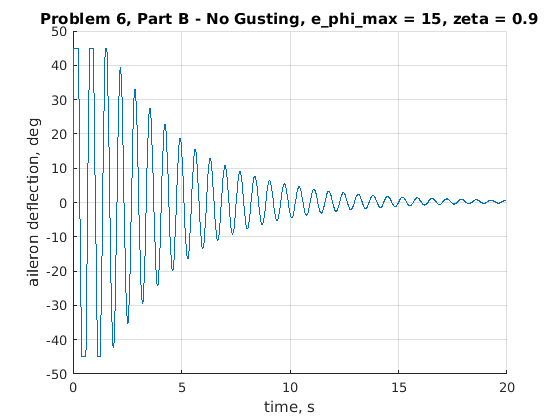 Problem 6, Part B - No Gusting, e_phi_max = 15, zeta = 0.9
50
40
30
20
10
0
-10
-20
-30
-40
-50
aileron deflection, deg
0 5 10 15 20
time, s